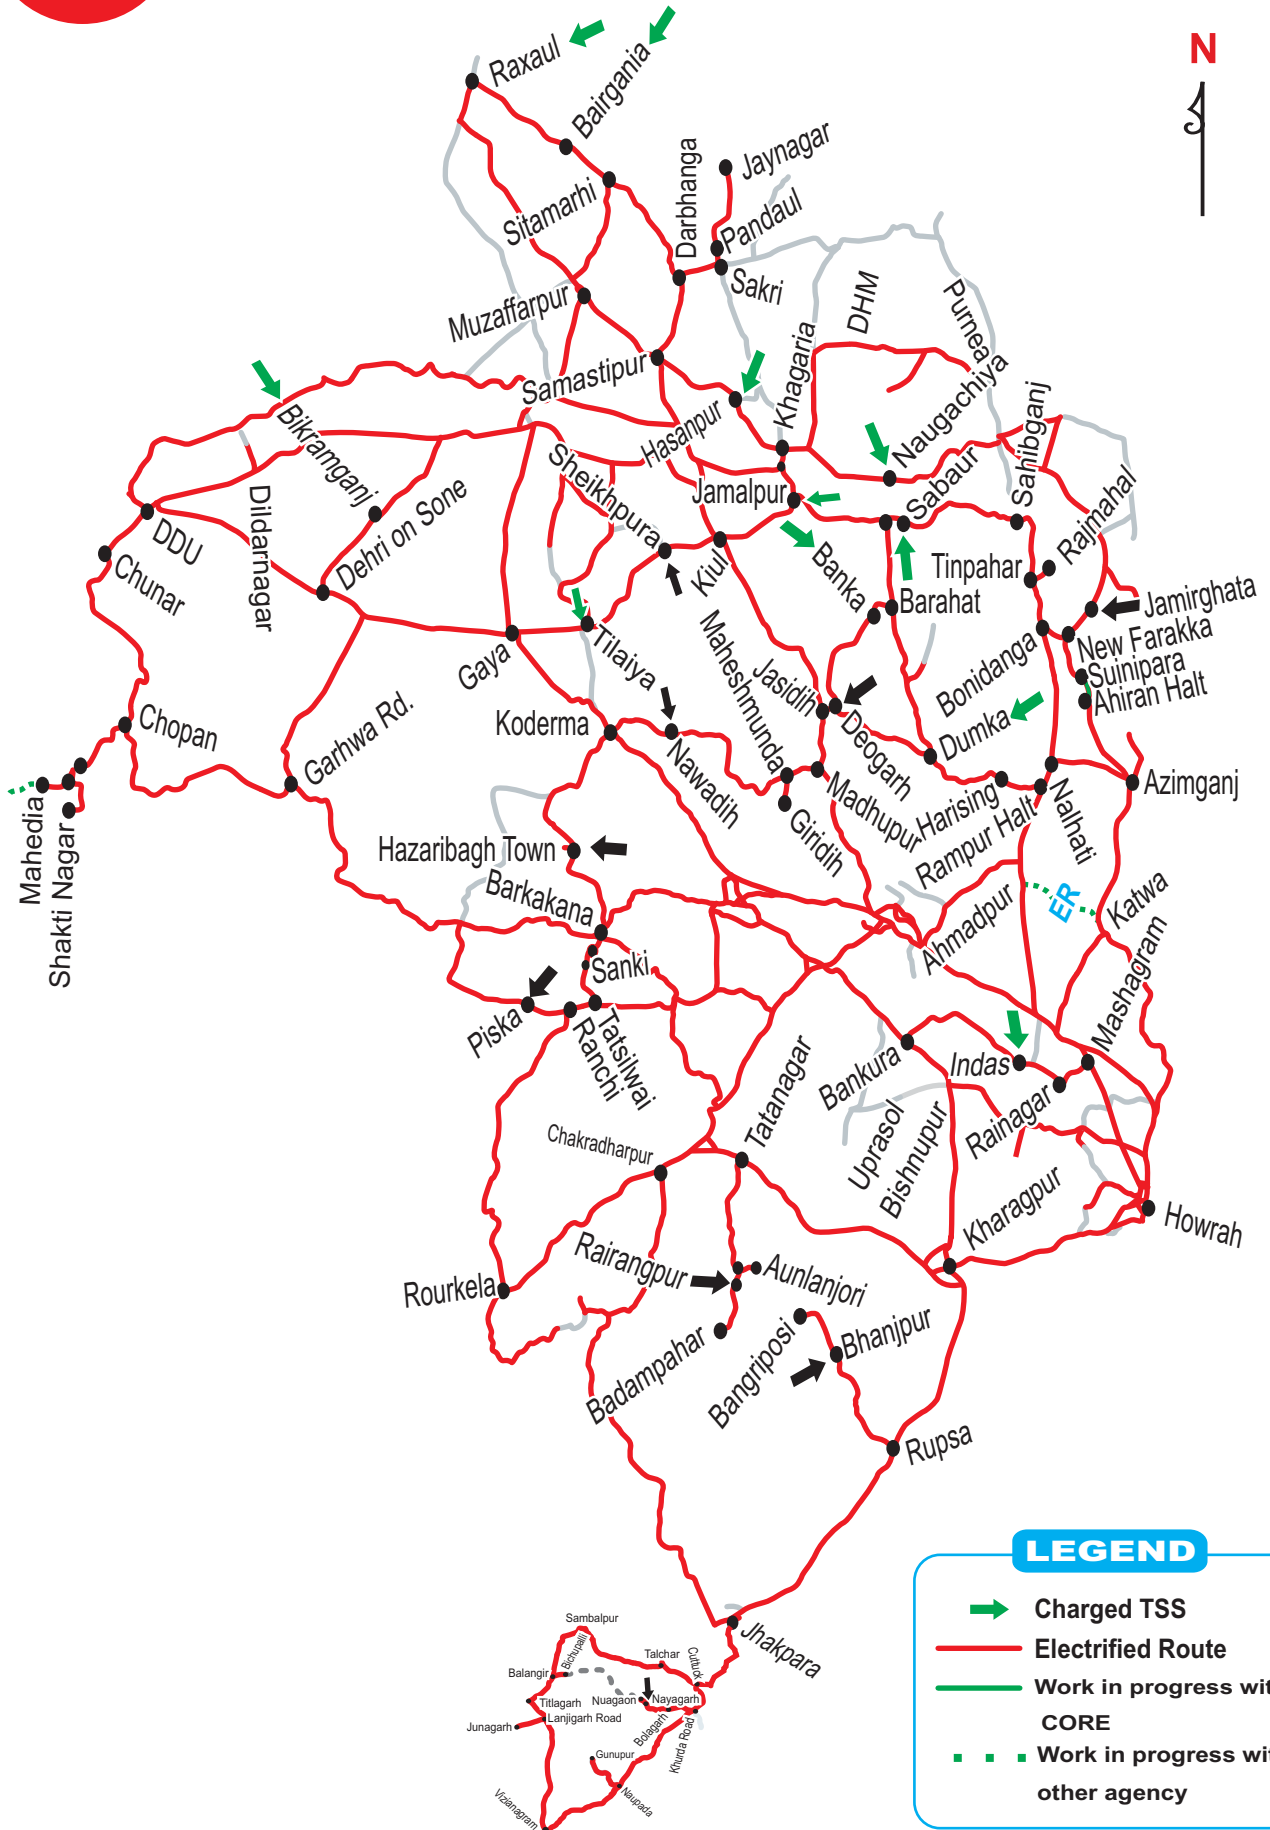 N
Raxaul
Bairgania
Sitamarhi
Darbhanga
Jaynagar
Pandaul
Sakri
Muzaffarpur
DHM
Purnea
Samastipur
Hasanpur
Khagaria
Naugachiya
Sahibganj
Bikramganj
Sheikhpura
Jamalpur
Sabaur
Rajmahal
Dildarnagar
Dehri on Sone
DDU
Chunar
Kiul
Banka
Barahat
Tinpahar
Jamirghata
New Farakka
Suinipara
Ahiran Halt
Bonidanga
Gaya
Tilaiya
Maheshmunda
Jasidih
Deogarh
Dumka
Chopan
Garhwa Rd.
Koderma
Nawadih
Giridih
Madhupur
Harising
Rampur Halt
Nalhati
Azimganj
Mahedia
Shakti Nagar
Hazaribagh Town
Barkakana
Ahmadpur
ER
Katwa
Sanki
Mashagram
Piska
Ranchi
Tatsilwai
Tatanagar
Bankura
Indas
Rainagar
Uprasol
Bishnupur
Chakradharpur
Kharagpur
Howrah
Rairangpur
Aunlanjori
Rourkela
Badampahar
Bangriposi
Bhanjpur
Rupsa
Jhakpara
Sambalpur
Bichupalli
Talchar
Cuttuck
Balangir
Titlagarh
Nuagaon
Nayagarh
Lanjigarh Road
Junagarh
Bolagarh
Khurda Road
Gunupur
Naupada
Vizianagram
LEGEND
Charged TSS
Electrified Route
Work in progress wit
CORE
Work in progress wit
other agency